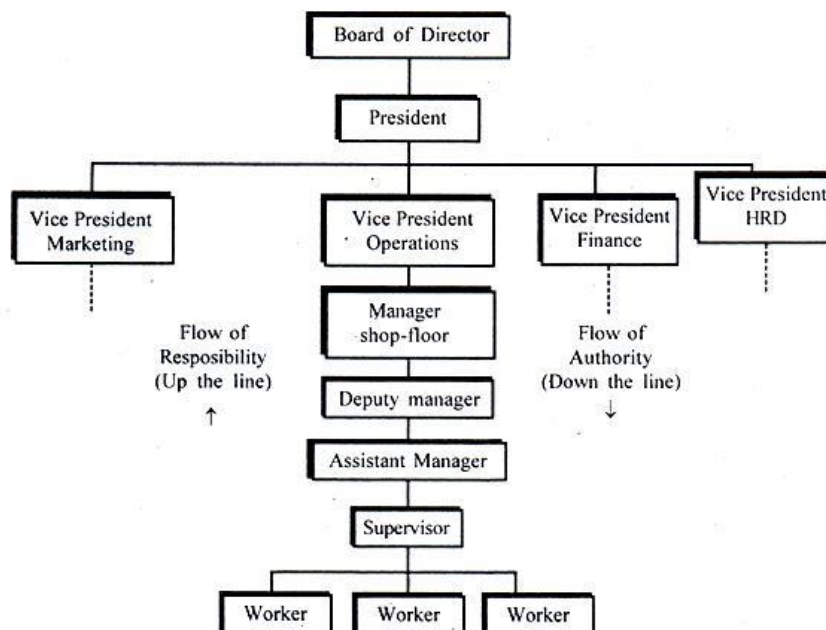 Board of Director
President
Vice President
Marketing
Vice President
Operations
Vice President
Finance
Vice President
HRD
Manager
shop-floor
Flow of
Resposibility
(Up the line)
↑
Flow of
Authority
(Down the line)
↓
Deputy manager
Assistant Manager
Supervisor
Worker
Worker
Worker